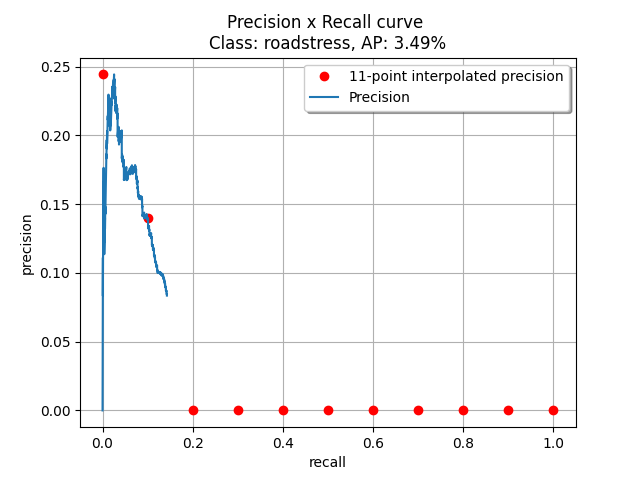 Precision x Recall curve
Class: roadstress, AP: 3.49%
11-point interpolated precision
Precision
0.25
0.20
0.15
0.10
0.05
0.00
precision
0.0 0.2 0.4 0.6 0.8 1.0
recall